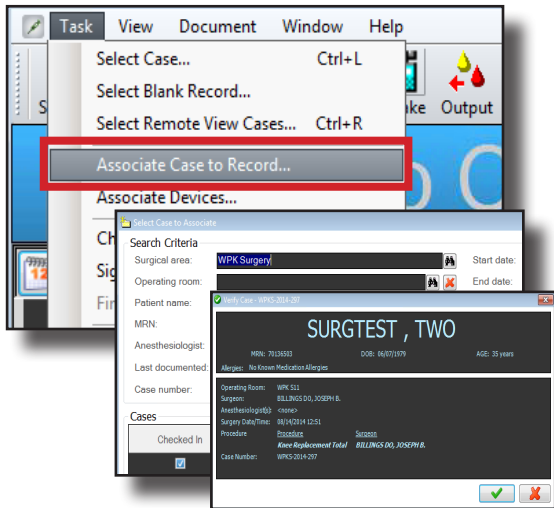 Task View Document Window Help
Select Case... Ctrl+L
Select Blank Record...
Select Remote View Cases... Ctrl+R
Output
Associate Case to Record...
Associate Devices...
12
Select Case to Associate
Search Criteria
Surgical area: WPK Surgery Start date:
Operating room: End date:
Patient name:
MRN:
Anesthesiologist:
Last documented:
Case number:
Cases
Checked In
Verify Case - WPKS-2014-297
SURGTEST , TWO
MRN: 70136503 DOB: 06/07/1979 AGE: 35 years
Allergies: No Known Medication Allergies
Operating Room: WPK S11
Surgeon: BILLINGS DO, JOSEPH B.
Anesthesiologist(s): <none>
Surgery Date/Time: 08/14/2014 12:51
Procedure Procedure Surgeon
Knee Replacement Total BILLINGS DO, JOSEPH B.
Case Number: WPKS-2014-297